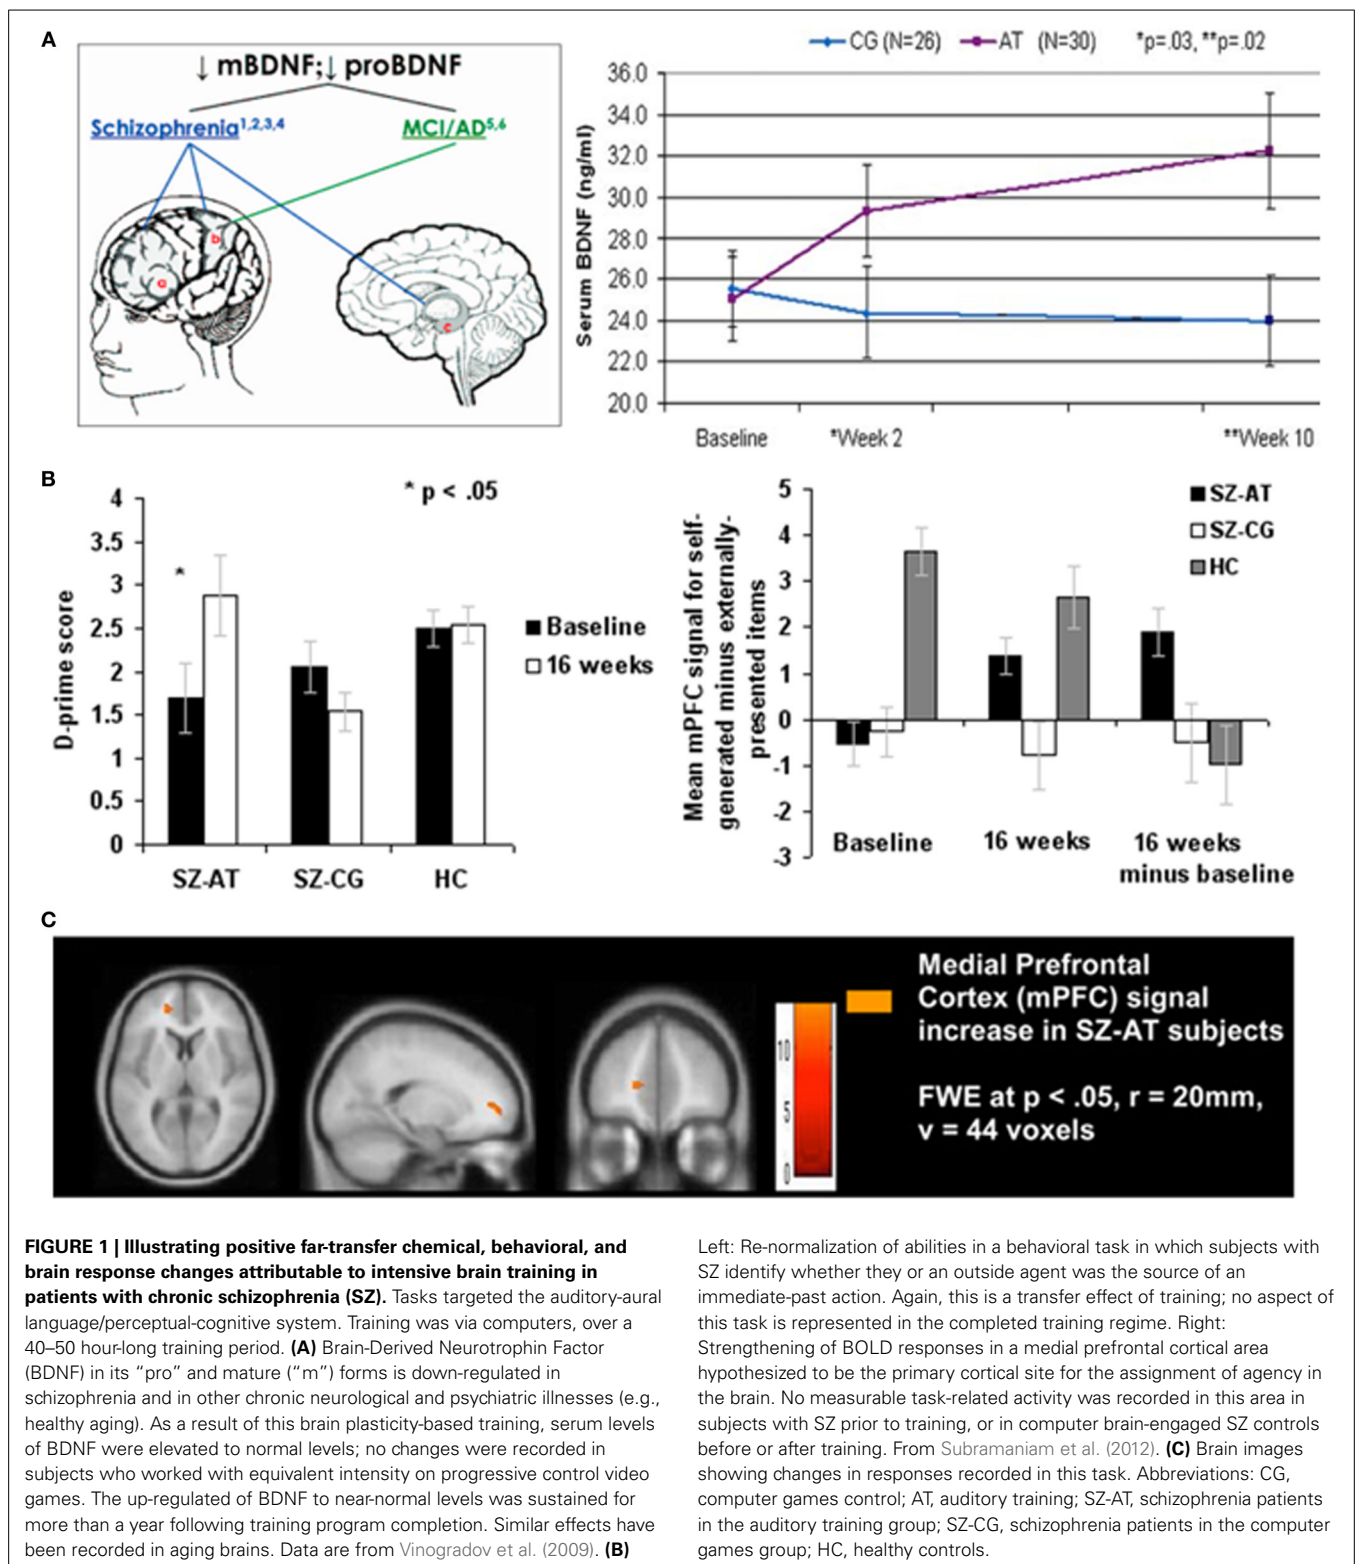 A
↓ mBDNF;↓ proBDNF
Schizophrenia1,2,3,4
MCI/AD5,6
a
b
c
CG (N=26) AT (N=30) *p=.03, **p=.02
Serum BDNF (ng/ml)
36.0
34.0
32.0
30.0
28.0
26.0
24.0
22.0
20.0
Baseline *Week 2 **Week 10
B
* p < .05
D-prime score
4
3.5
3
2.5
2
1.5
1
0.5
0
*
Baseline
16 weeks
SZ-AT SZ-CG HC
Mean mPFC signal for self-
generated minus externally-
presented items
5
4
3
2
1
0
-1
-2
-3
SZ-AT
SZ-CG
HC
Baseline 16 weeks 16 weeks
minus baseline
C
10
5
0
Medial Prefrontal
Cortex (mPFC) signal
increase in SZ-AT subjects
FWE at p < .05, r = 20mm,
v = 44 voxels
FIGURE 1 | Illustrating positive far-transfer chemical, behavioral, and
brain response changes attributable to intensive brain training in
patients with chronic schizophrenia (SZ). Tasks targeted the auditory-aural
language/perceptual-cognitive system. Training was via computers, over a
40–50 hour-long training period. (A) Brain-Derived Neurotrophin Factor
(BDNF) in its “pro” and mature (“m”) forms is down-regulated in
schizophrenia and in other chronic neurological and psychiatric illnesses (e.g.,
healthy aging). As a result of this brain plasticity-based training, serum levels
of BDNF were elevated to normal levels; no changes were recorded in
subjects who worked with equivalent intensity on progressive control video
games. The up-regulated of BDNF to near-normal levels was sustained for
more than a year following training program completion. Similar effects have
been recorded in aging brains. Data are from Vinogradov et al. (2009). (B)
Left: Re-normalization of abilities in a behavioral task in which subjects with
SZ identify whether they or an outside agent was the source of an
immediate-past action. Again, this is a transfer effect of training; no aspect of
this task is represented in the completed training regime. Right:
Strengthening of BOLD responses in a medial prefrontal cortical area
hypothesized to be the primary cortical site for the assignment of agency in
the brain. No measurable task-related activity was recorded in this area in
subjects with SZ prior to training, or in computer brain-engaged SZ controls
before or after training. From Subramaniam et al. (2012). (C) Brain images
showing changes in responses recorded in this task. Abbreviations: CG,
computer games control; AT, auditory training; SZ-AT, schizophrenia patients
in the auditory training group; SZ-CG, schizophrenia patients in the computer
games group; HC, healthy controls.